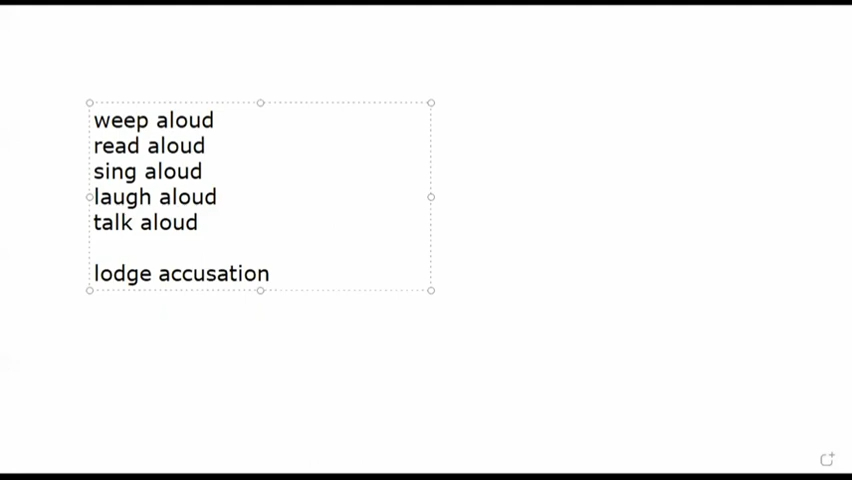 weep aloud
read aloud
sing aloud
laugh aloud
talk aloud
lodge accusation